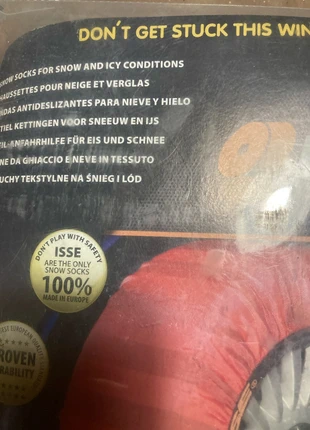 DON´T GET STUCK THIS WIN
SNOW SOCKS FOR SNOW AND ICY CONDITIONS
HAUSSETTES POUR NEIGE ET VERGLAS
NDAS ANTIDESLIZANTES PARA NIEVE Y HIELO
TIEL KETTINGEN VOOR SNEEUW EN IJS
TIL-ANFAHRHILFE FÜR EIS UND SCHNEE
NE DA GHIACCIO E NEVE IN TESSUTO
UCHY TEKSTYLNE NA ŚNIEG I LÓD
DON'T PLAY WITH SAFETY
ISSE
ARE THE ONLY
SNOW SOCKS
100%
MADE IN EUROPE
ROVEN
RABILITY